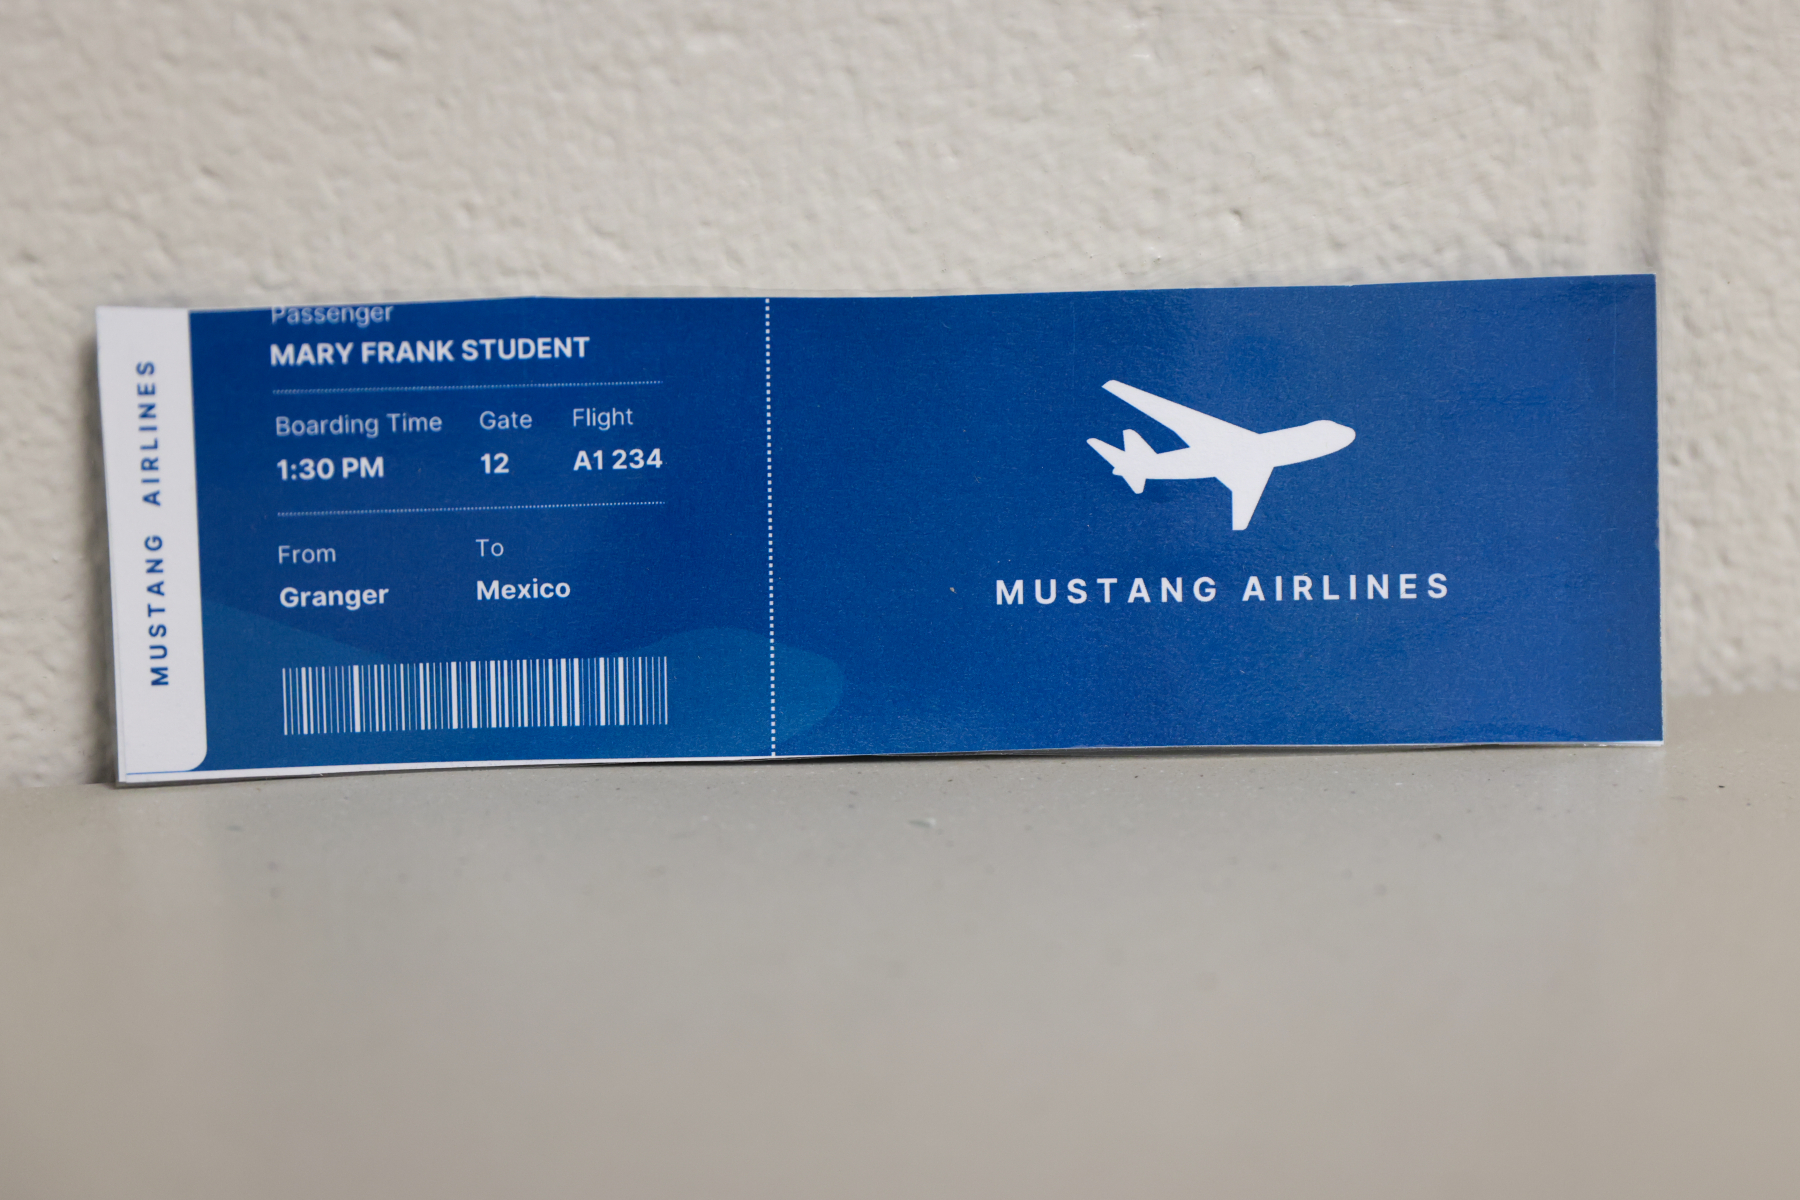 MUSTANG AIRLINES
Passenger
MARY FRANK STUDENT
Boarding Time Gate Flight
1:30 PM 12 A1 234
From To
Granger Mexico
MUSTANG AIRLINES